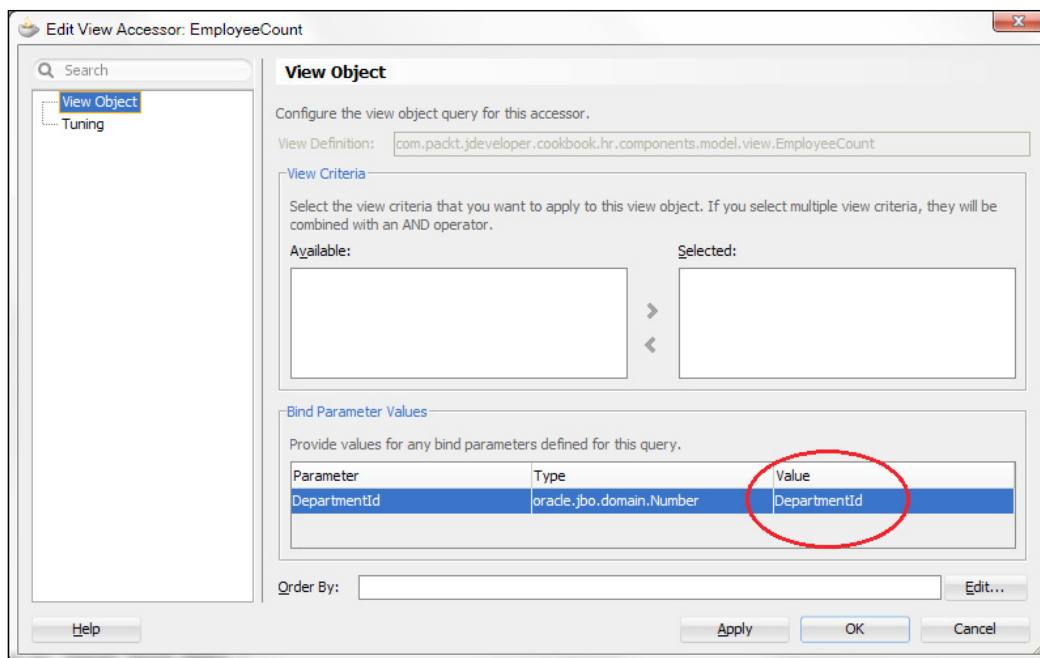 Edit View Accessor: EmployeeCount
Search
View Object
Tuning
View Object
Configure the view object query for this accessor.
View Definition: com.packt.jdeveloper.cookbook.hr.components.model.view.EmployeeCount
View Criteria
Select the view criteria that you want to apply to this view object. If you select multiple view criteria, they will be
combined with an AND operator.
Available: Selected:
Bind Parameter Values
Provide values for any bind parameters defined for this query.
Parameter Type Value
DepartmentId oracle.jbo.domain.Number DepartmentId
Order By: Edit...
Help Apply OK Cancel